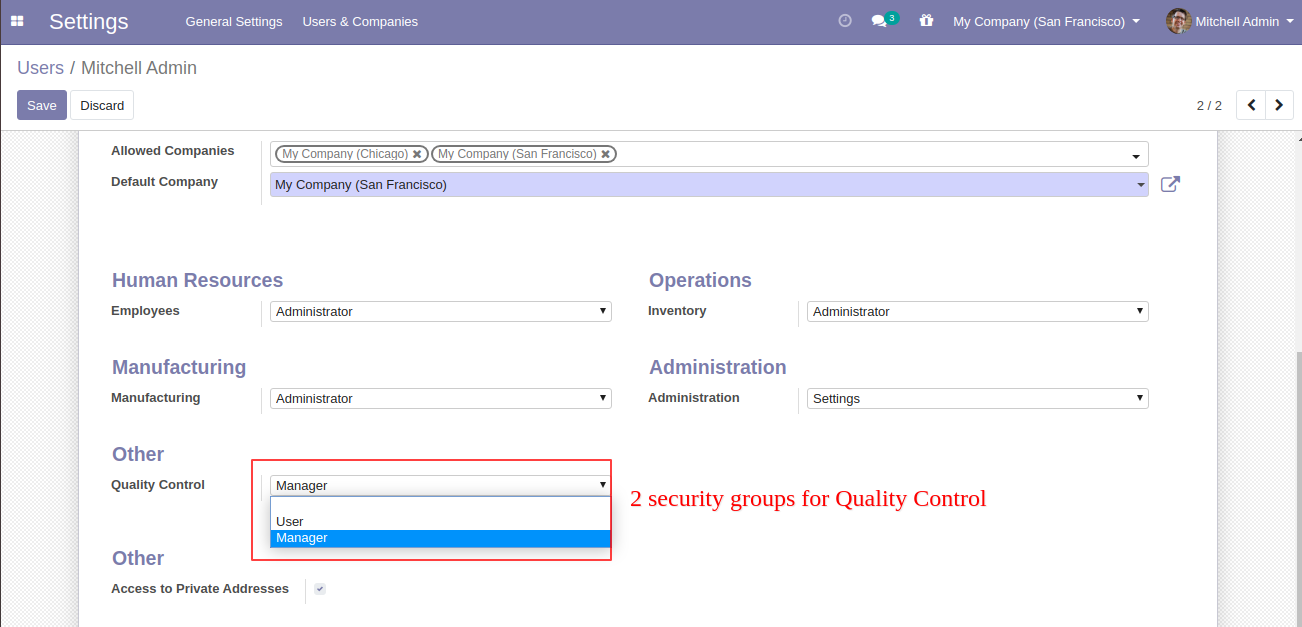 Settings General Settings Users & Companies 3 My Company (San Francisco) Mitchell Admin
Users / Mitchell Admin
Save Discard 2 / 2
Allowed Companies My Company (Chicago) My Company (San Francisco)
Default Company My Company (San Francisco)
Human Resources Operations
Employees Administrator Inventory Administrator
Manufacturing Administration
Manufacturing Administrator Administration Settings
Other
Quality Control Manager
2 security groups for Quality Control
User
Manager
Other
Access to Private Addresses